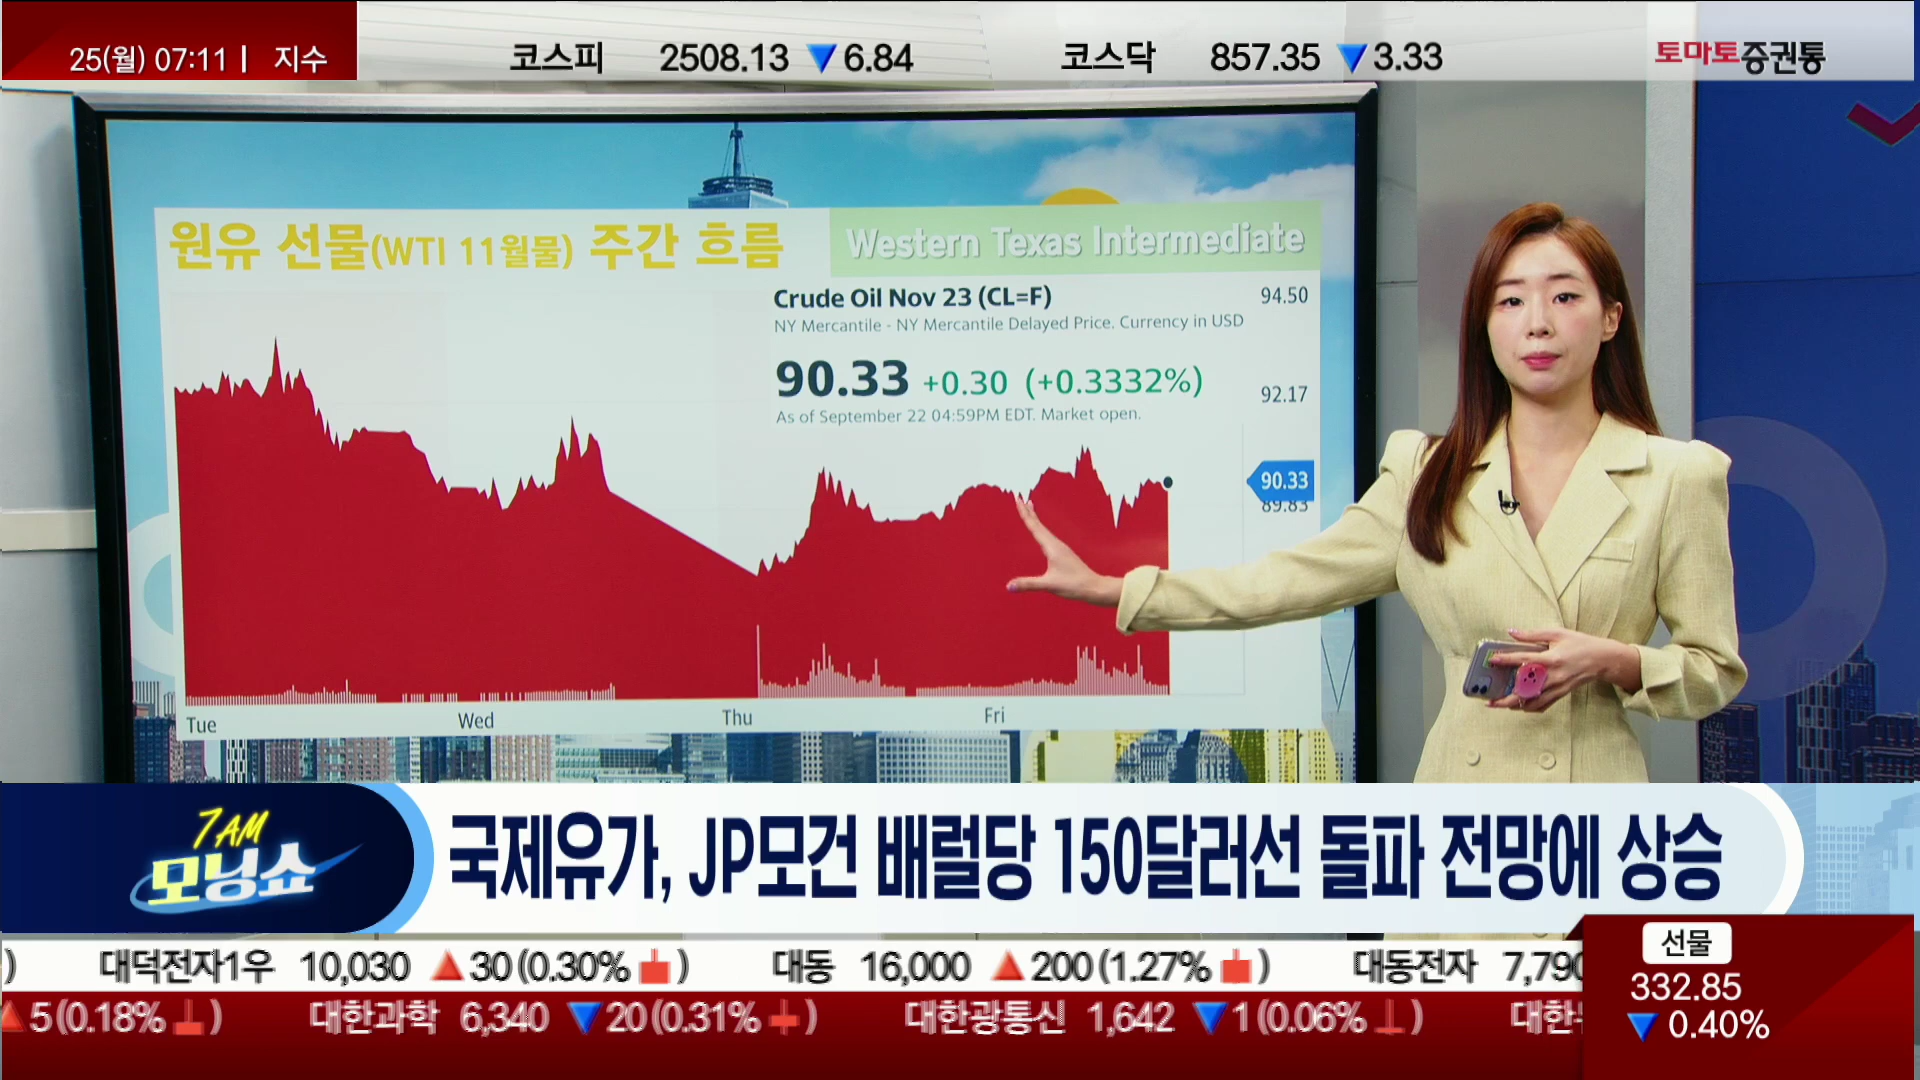 25(월) 07:11 | 지수
코스피 2508.13 ▼6.84
코스닥 857.35 ▼3.33
토마토증권통
원유 선물(WTI 11월물) 주간 흐름
Western Texas Intermediate
Crude Oil Nov 23 (CL=F)
NY Mercantile - NY Mercantile Delayed Price. Currency in USD
90.33 +0.30 (+0.3332%)
As of September 22 04:59PM EDT. Market open.
94.50
92.17
90.33
89.83
Tue Wed Thu Fri
7 AM
모닝쇼
국제유가, JP모건 배럴당 150달러선 돌파 전망에 상승
) 대덕전자1우 10,030 ▲30(0.30%) 대동 16,000 ▲200(1.27%) 대동전자 7,790
▲5(0.18%) 대한과학 6,340 ▼20(0.31%) 대한광통신 1,642 ▼1(0.06%) 대한
선물
332.85
▼0.40%